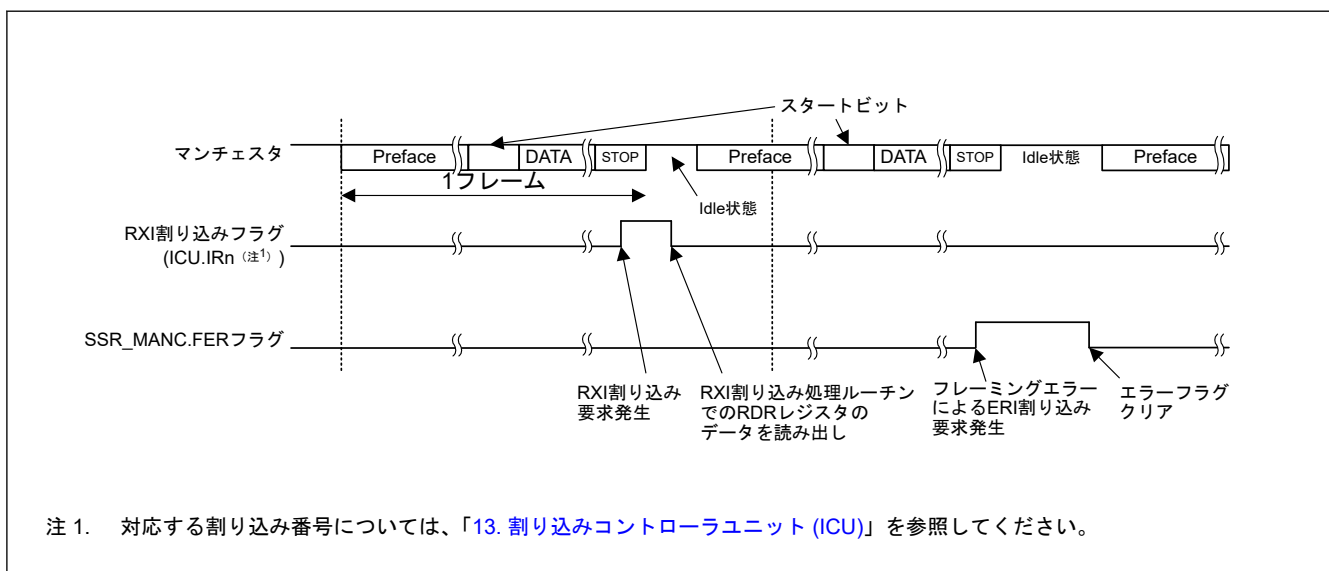 スタートビット
マンチェスタ
Preface
DATA
STOP
Preface
DATA
STOP
Idle状態
Preface
1フレーム
Idle状態
RXI割り込みフラグ
(ICU.IRn (注1) )
SSR_MANC.FERフラグ
RXI割り込み
要求発生
RXI割り込み処理ルーチン
でのRDRレジスタの
データを読み出し
フレーミングエラー
によるERI割り込み
要求発生
エラーフラグ
クリア
注 1. 対応する割り込み番号については、「13. 割り込みコントローラユニット (ICU)」を参照してください。